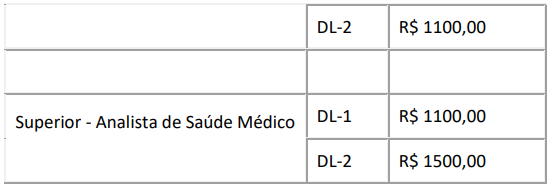 DL-2 R$ 1100,00
Superior - Analista de Saúde Médico DL-1 R$ 1100,00
DL-2 R$ 1500,00